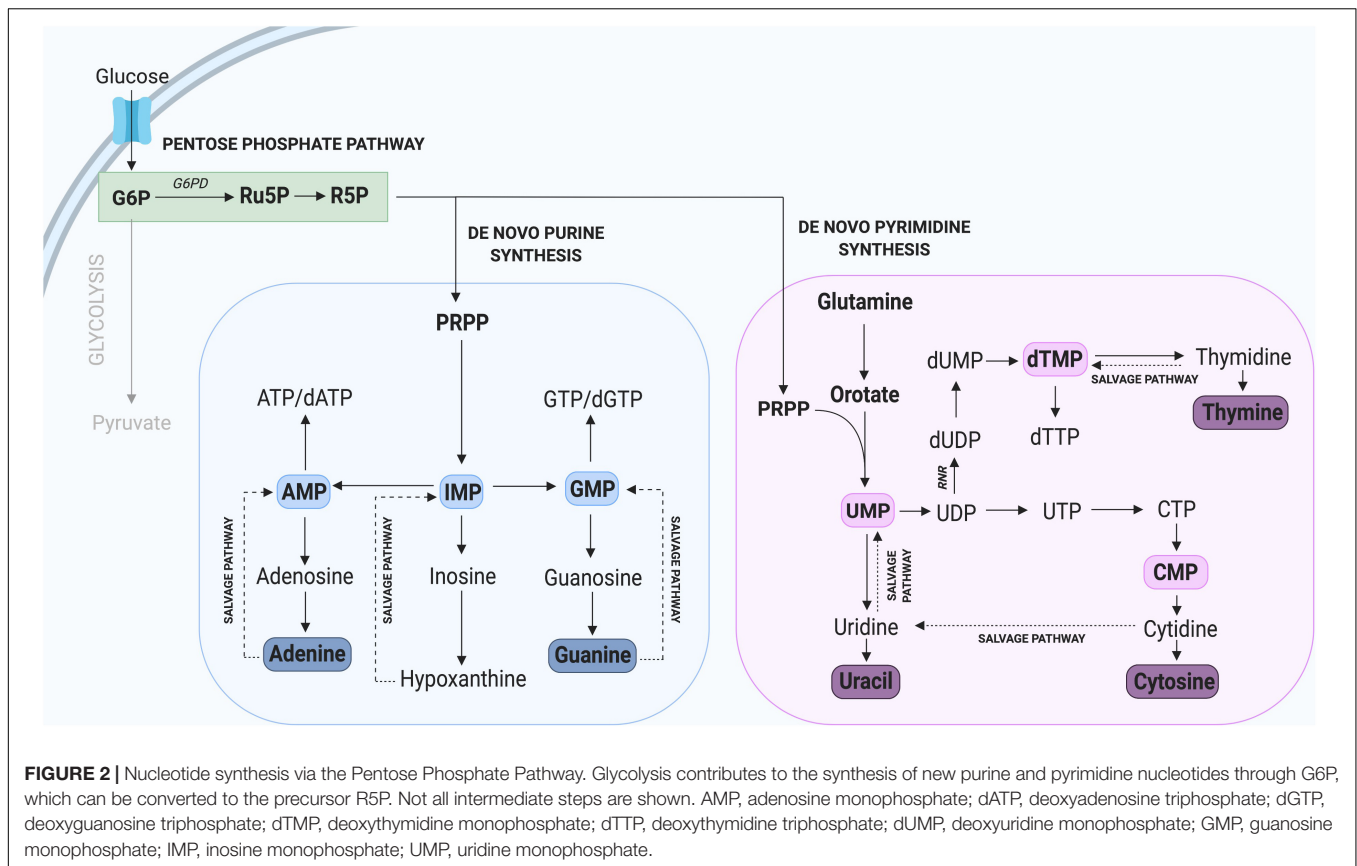 Glucose
PENTOSE PHOSPHATE PATHWAY
G6P
G6PD
Ru5P
R5P
GLYCOLYSIS
Pyruvate
DE NOVO PURINE
SYNTHESIS
PRPP
ATP/dATP
GTP/dGTP
AMP
IMP
GMP
SALVAGE PATHWAY
SALVAGE PATHWAY
SALVAGE PATHWAY
Adenosine
Inosine
Guanosine
Adenine
Hypoxanthine
Guanine
DE NOVO PYRIMIDINE
SYNTHESIS
Glutamine
Orotate
PRPP
dUMP
dTMP
Thymidine
SALVAGE PATHWAY
Thymine
dUDP
dTTP
RNR
UMP
UDP
UTP
CTP
SALVAGE
PATHWAY
CMP
Uridine
SALVAGE PATHWAY
Cytidine
Uracil
Cytosine
FIGURE 2 | Nucleotide synthesis via the Pentose Phosphate Pathway. Glycolysis contributes to the synthesis of new purine and pyrimidine nucleotides through G6P,
which can be converted to the precursor R5P. Not all intermediate steps are shown. AMP, adenosine monophosphate; dATP, deoxyadenosine triphosphate; dGTP,
deoxyguanosine triphosphate; dTMP, deoxythymidine monophosphate; dTTP, deoxythymidine triphosphate; dUMP, deoxyuridine monophosphate; GMP, guanosine
monophosphate; IMP, inosine monophosphate; UMP, uridine monophosphate.